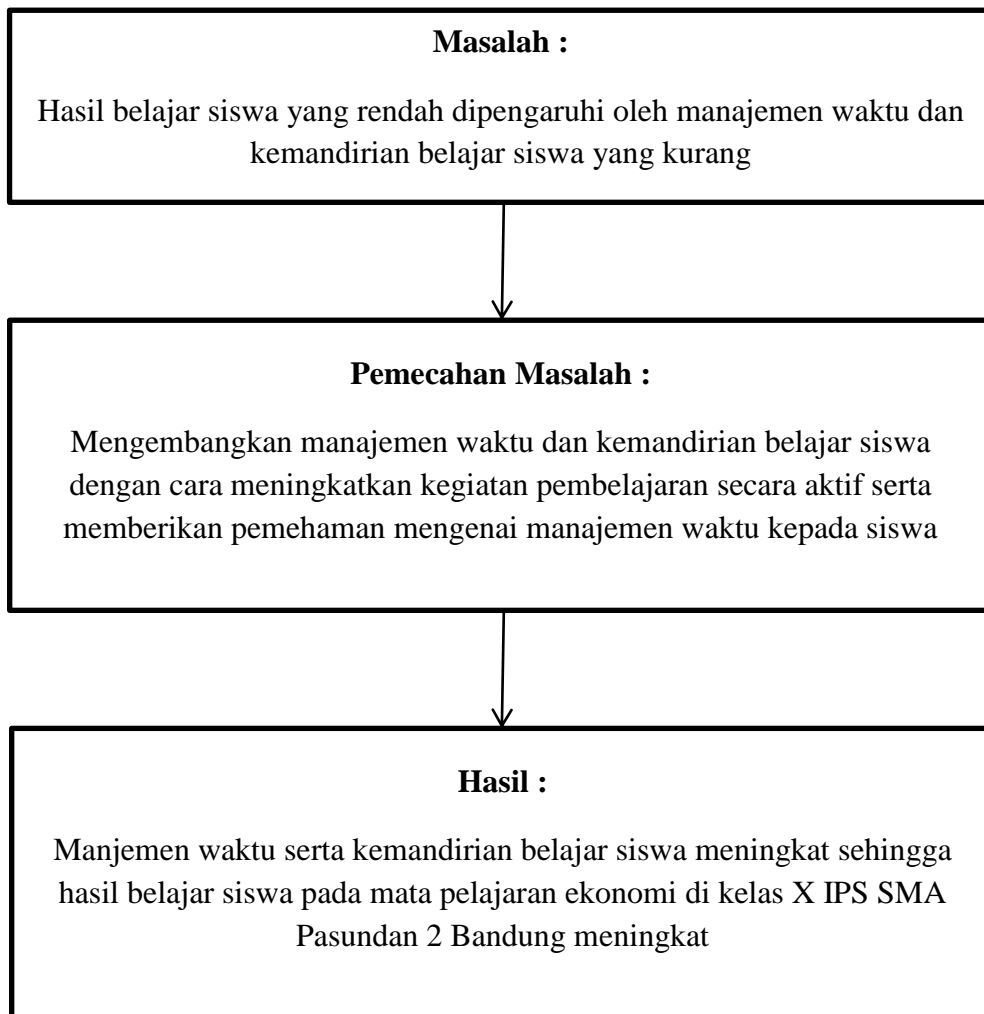 Masalah :
Hasil belajar siswa yang rendah dipengaruhi oleh manajemen waktu dan
kemandirian belajar siswa yang kurang
Pemecahan Masalah :
Mengembangkan manajemen waktu dan kemandirian belajar siswa
dengan cara meningkatkan kegiatan pembelajaran secara aktif serta
memberikan pemehaman mengenai manajemen waktu kepada siswa
Hasil :
Manjemen waktu serta kemandirian belajar siswa meningkat sehingga
hasil belajar siswa pada mata pelajaran ekonomi di kelas X IPS SMA
Pasundan 2 Bandung meningkat